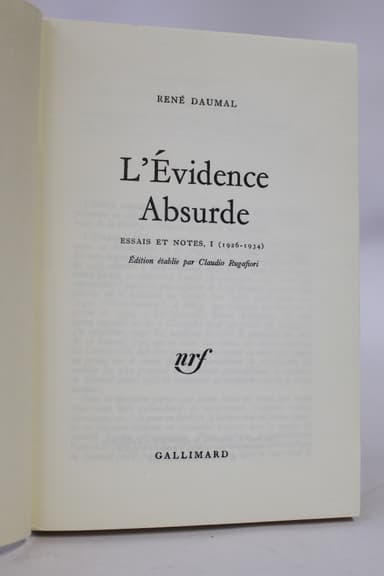 RENÉ DAUMAL
L'Évidence
Absurde
ESSAIS ET NOTES, I (1926-1934)
Édition établie par Claudio Rugafiori
nrf
GALLIMARD